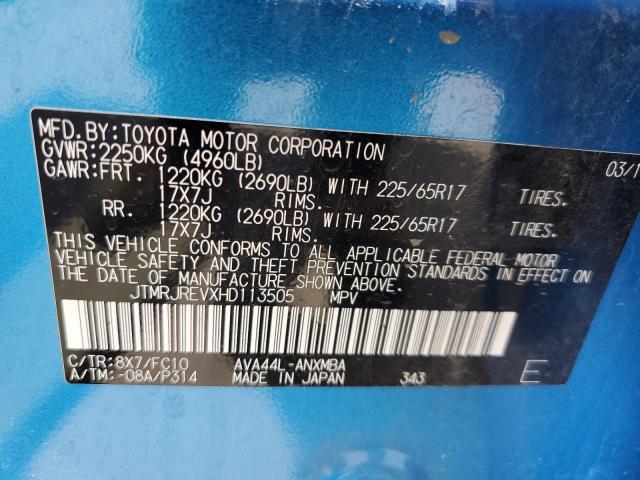 MFD.BY:TOYOTA MOTOR CORPORATION 03/1
GVWR:2250KG (4960LB)
GAWR:FRT. 1220KG (2690LB) WITH 225/65R17 TIRES.
17X7J RIMS.
RR. 1220KG (2690LB) WITH 225/65R17 TIRES.
17X7J RIMS.
THIS VEHICLE CONFORMS TO ALL APPLICABLE FEDERAL MOTOR
VEHICLE SAFETY AND THEFT PREVENTION STANDARDS IN EFFECT ON
THE DATE OF MANUFACTURE SHOWN ABOVE.
JTMRJREVXHD113505 MPV
C/TR:8X7/FC10 AVA44L-ANXMBA
A/TM:-08A/P314 MADE IN JAPAN 343 E